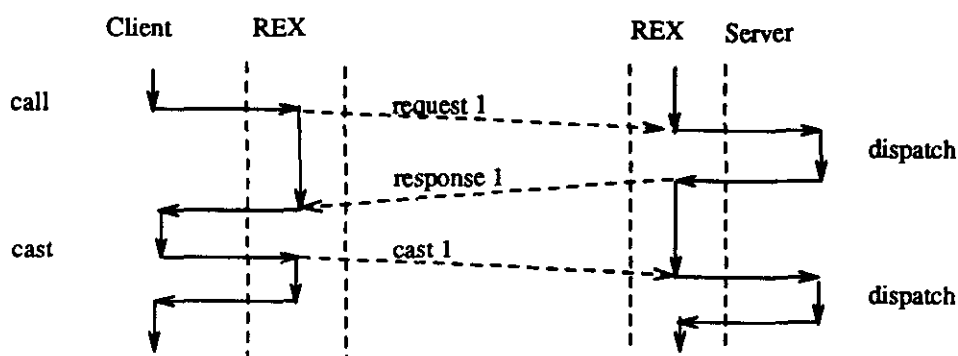 Client REX REX Server
call request 1
dispatch
response 1
cast cast 1
dispatch